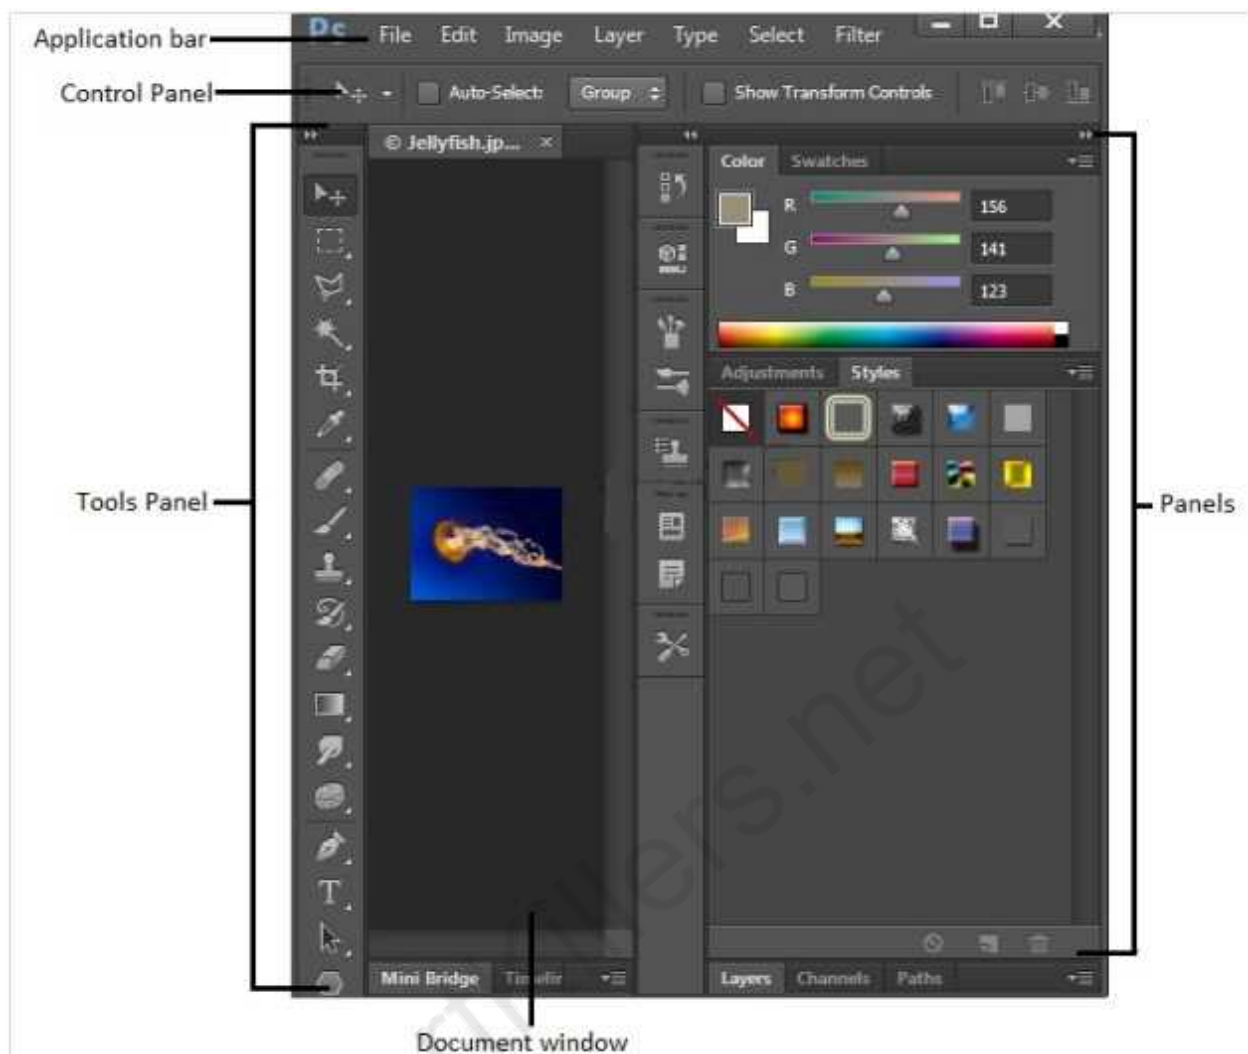 Ps
Application bar
File Edit Image Layer Type Select Filter
Control Panel
Auto-Select: Group
Show Transform Controls
© Jellyfish.jp... ×
Color Swatches
R 156
G 141
B 123
Adjustments Styles
Tools Panel
Panels
T
Mini Bridge
Layers Channels Paths
Document window